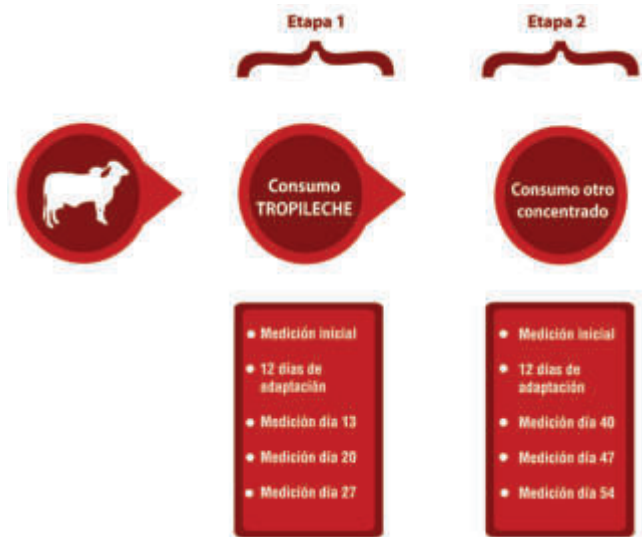 Etapa 1
Etapa 2
Consumo
TROPILECHE
Consumo otro
concentrado
• Medición inicial
• 12 días de
adaptación
• Medición día 13
• Medición día 20
• Medición día 27
• Medición inicial
• 12 días de
adaptación
• Medición día 40
• Medición día 47
• Medición día 54